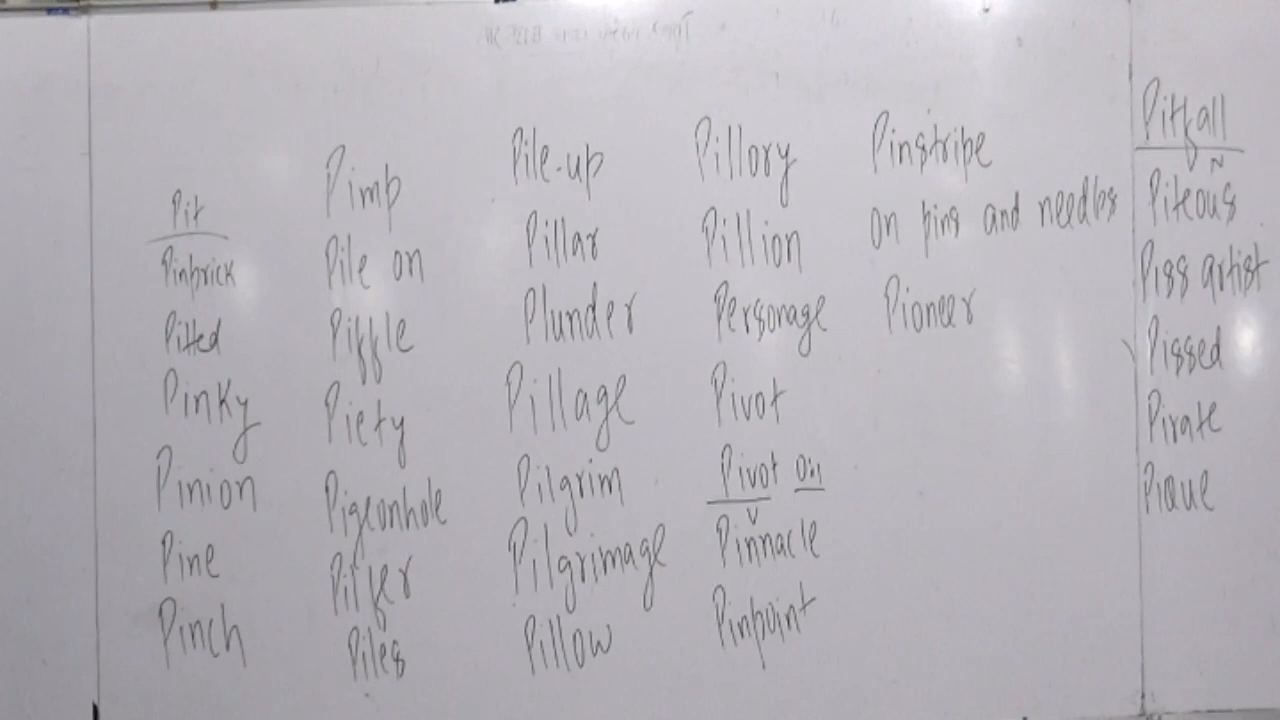 Pit
Pinprick
Pitted
Pinky
Pinion
Pine
Pinch
Pimp
Pile on
Piffle
Piety
Pigeonhole
Pilfer
Piles
Pile-up
Pillar
Plunder
Pillage
Pilgrim
Pilgrimage
Pillow
Pillory
Pillion
Personage
Pivot
Pivot on
Pinnacle
Pinpoint
Pinstripe
on pins and needles
Pioneer
Pitfall
Piteous
Piss artist
Pissed
Pirate
Pique